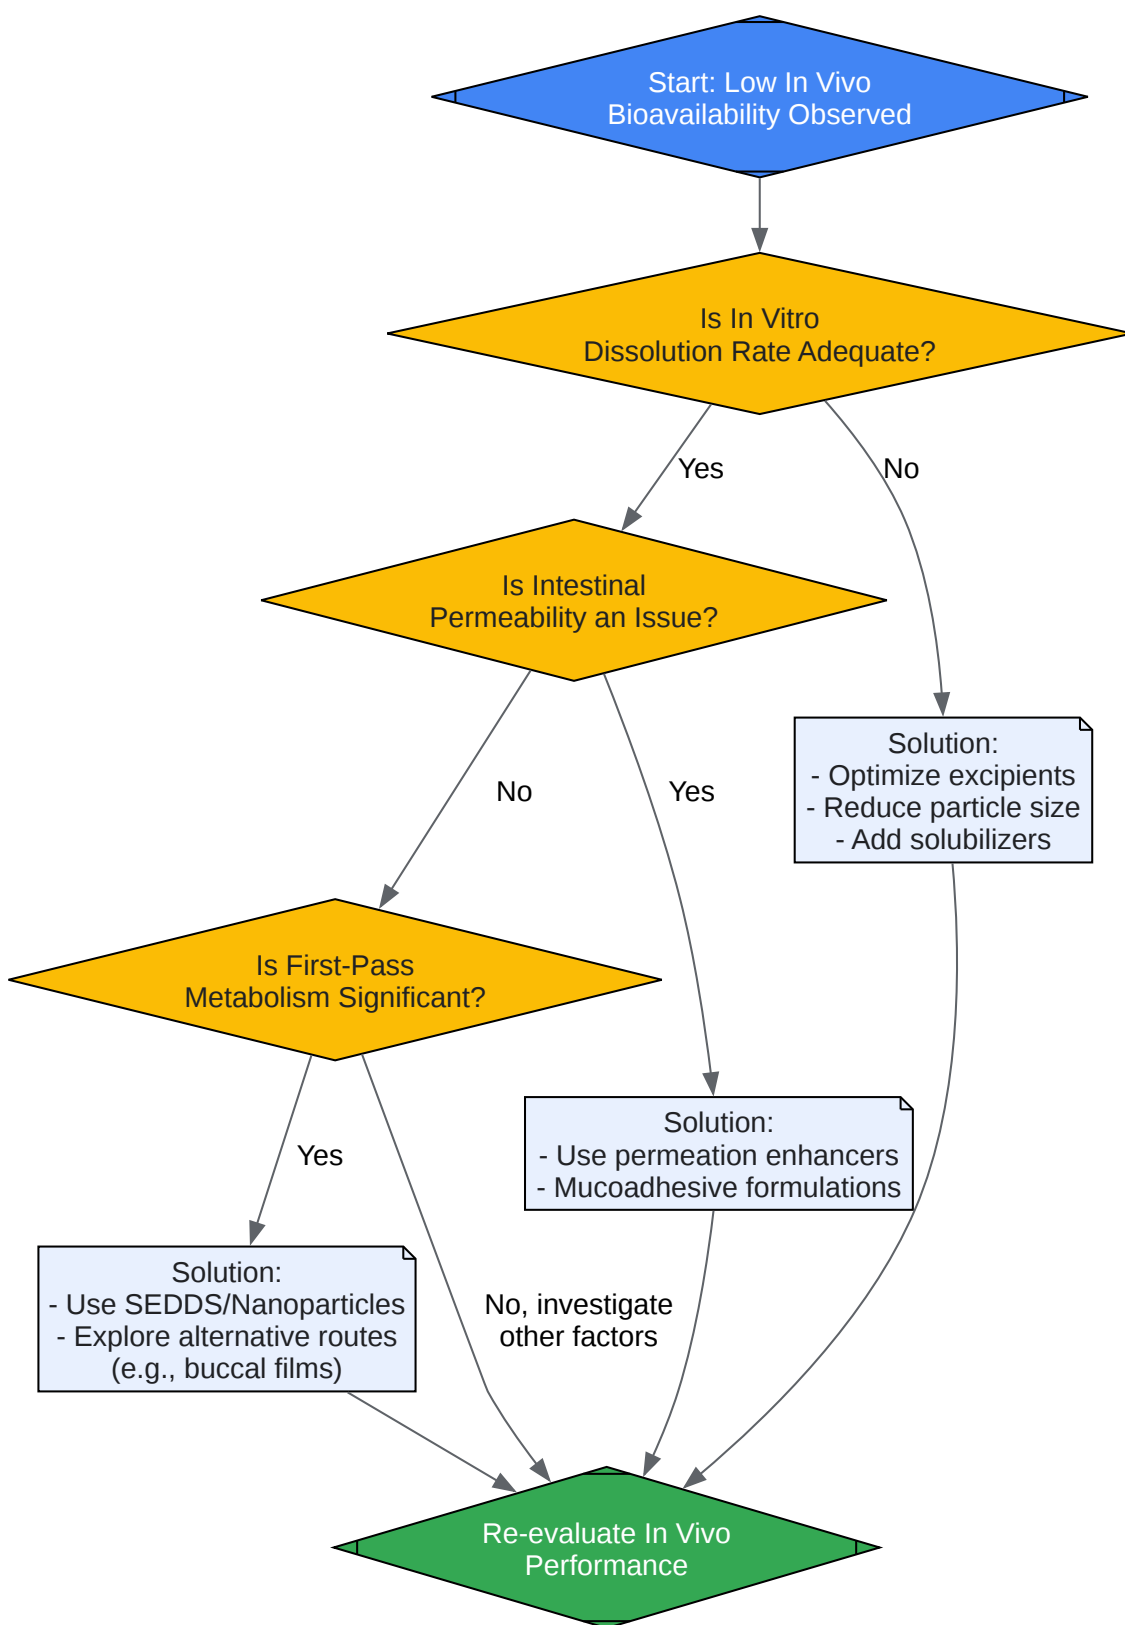 Start: Low In Vivo
Bioavailability Observed
Is In Vitro
Dissolution Rate Adequate?
Yes
No
Is Intestinal
Permeability an Issue?
Solution:
- Optimize excipients
- Reduce particle size
- Add solubilizers
No
Yes
Is First-Pass
Metabolism Significant?
Solution:
- Use permeation enhancers
- Mucoadhesive formulations
Yes
Solution:
- Use SEDDS/Nanoparticles
- Explore alternative routes
(e.g., buccal films)
No, investigate
other factors
Re-evaluate In Vivo
Performance